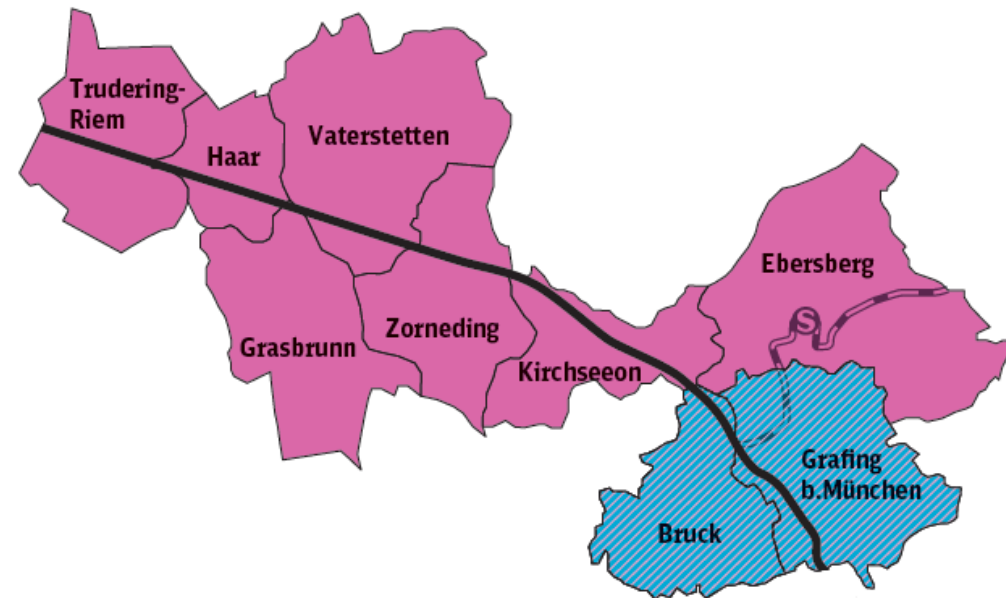 Trudering-
Riem
Haar
Vaterstetten
Ebersberg
S
Zorneding
Grasbrunn
Kirchseeon
Grafing
b.München
Bruck